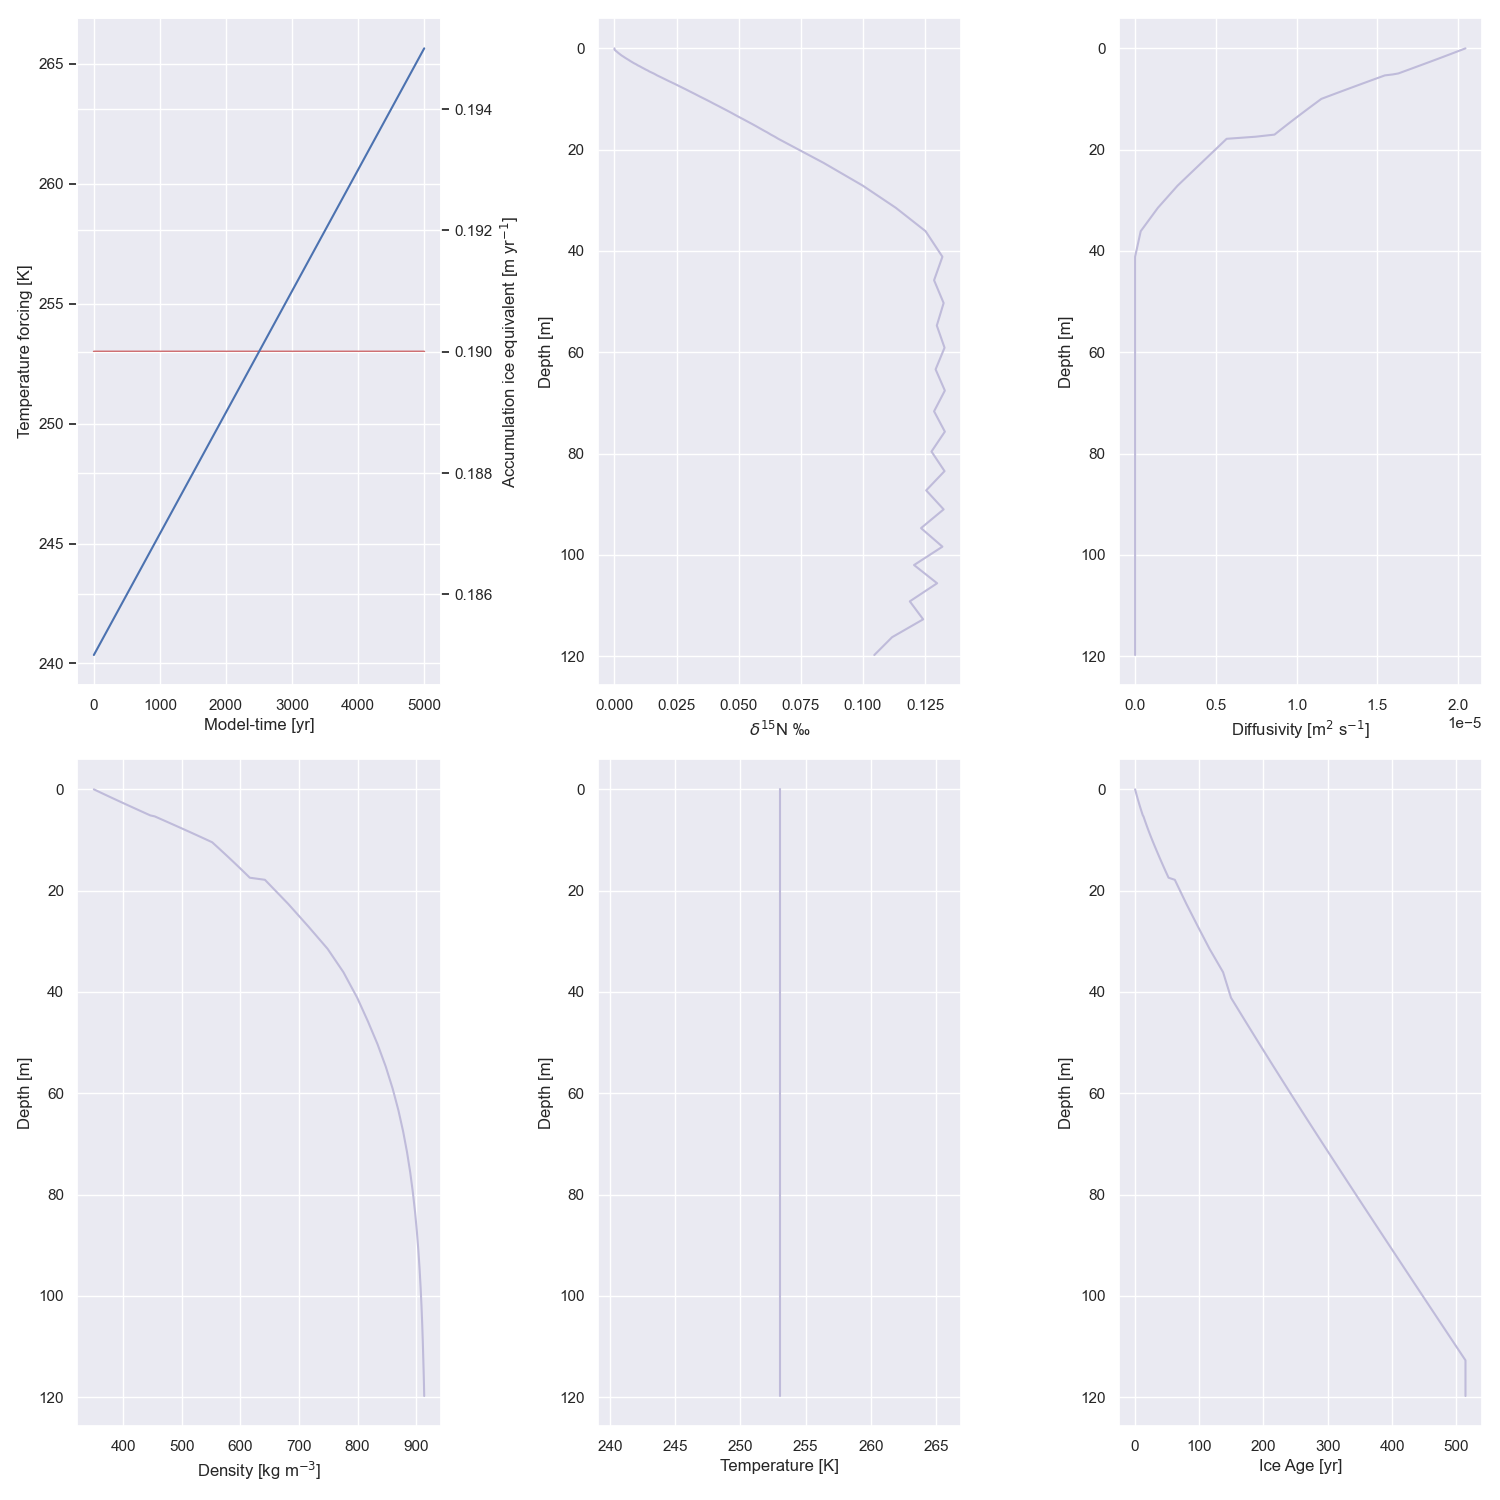 Temperature forcing [K]
265
260
255
250
245
240
0.194
0.192
0.190
0.188
0.186
Accumulation ice equivalent [m yr⁻¹]
0 1000 2000 3000 4000 5000
Model-time [yr]
Depth [m]
0
20
40
60
80
100
120
0.000 0.025 0.050 0.075 0.100 0.125
δ¹⁵N ‰
Depth [m]
0
20
40
60
80
100
120
0.0 0.5 1.0 1.5 2.0
1e−5
Diffusivity [m² s⁻¹]
Depth [m]
0
20
40
60
80
100
120
400 500 600 700 800 900
Density [kg m⁻³]
Depth [m]
0
20
40
60
80
100
120
240 245 250 255 260 265
Temperature [K]
Depth [m]
0
20
40
60
80
100
120
0 100 200 300 400 500
Ice Age [yr]